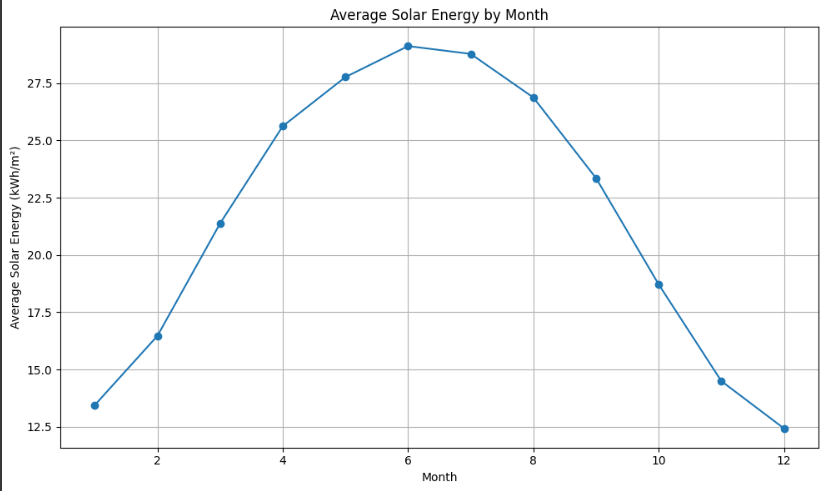 Average Solar Energy by Month
Average Solar Energy (kWh/m²)
27.5
25.0
22.5
20.0
17.5
15.0
12.5
2 4 6 8 10 12
Month